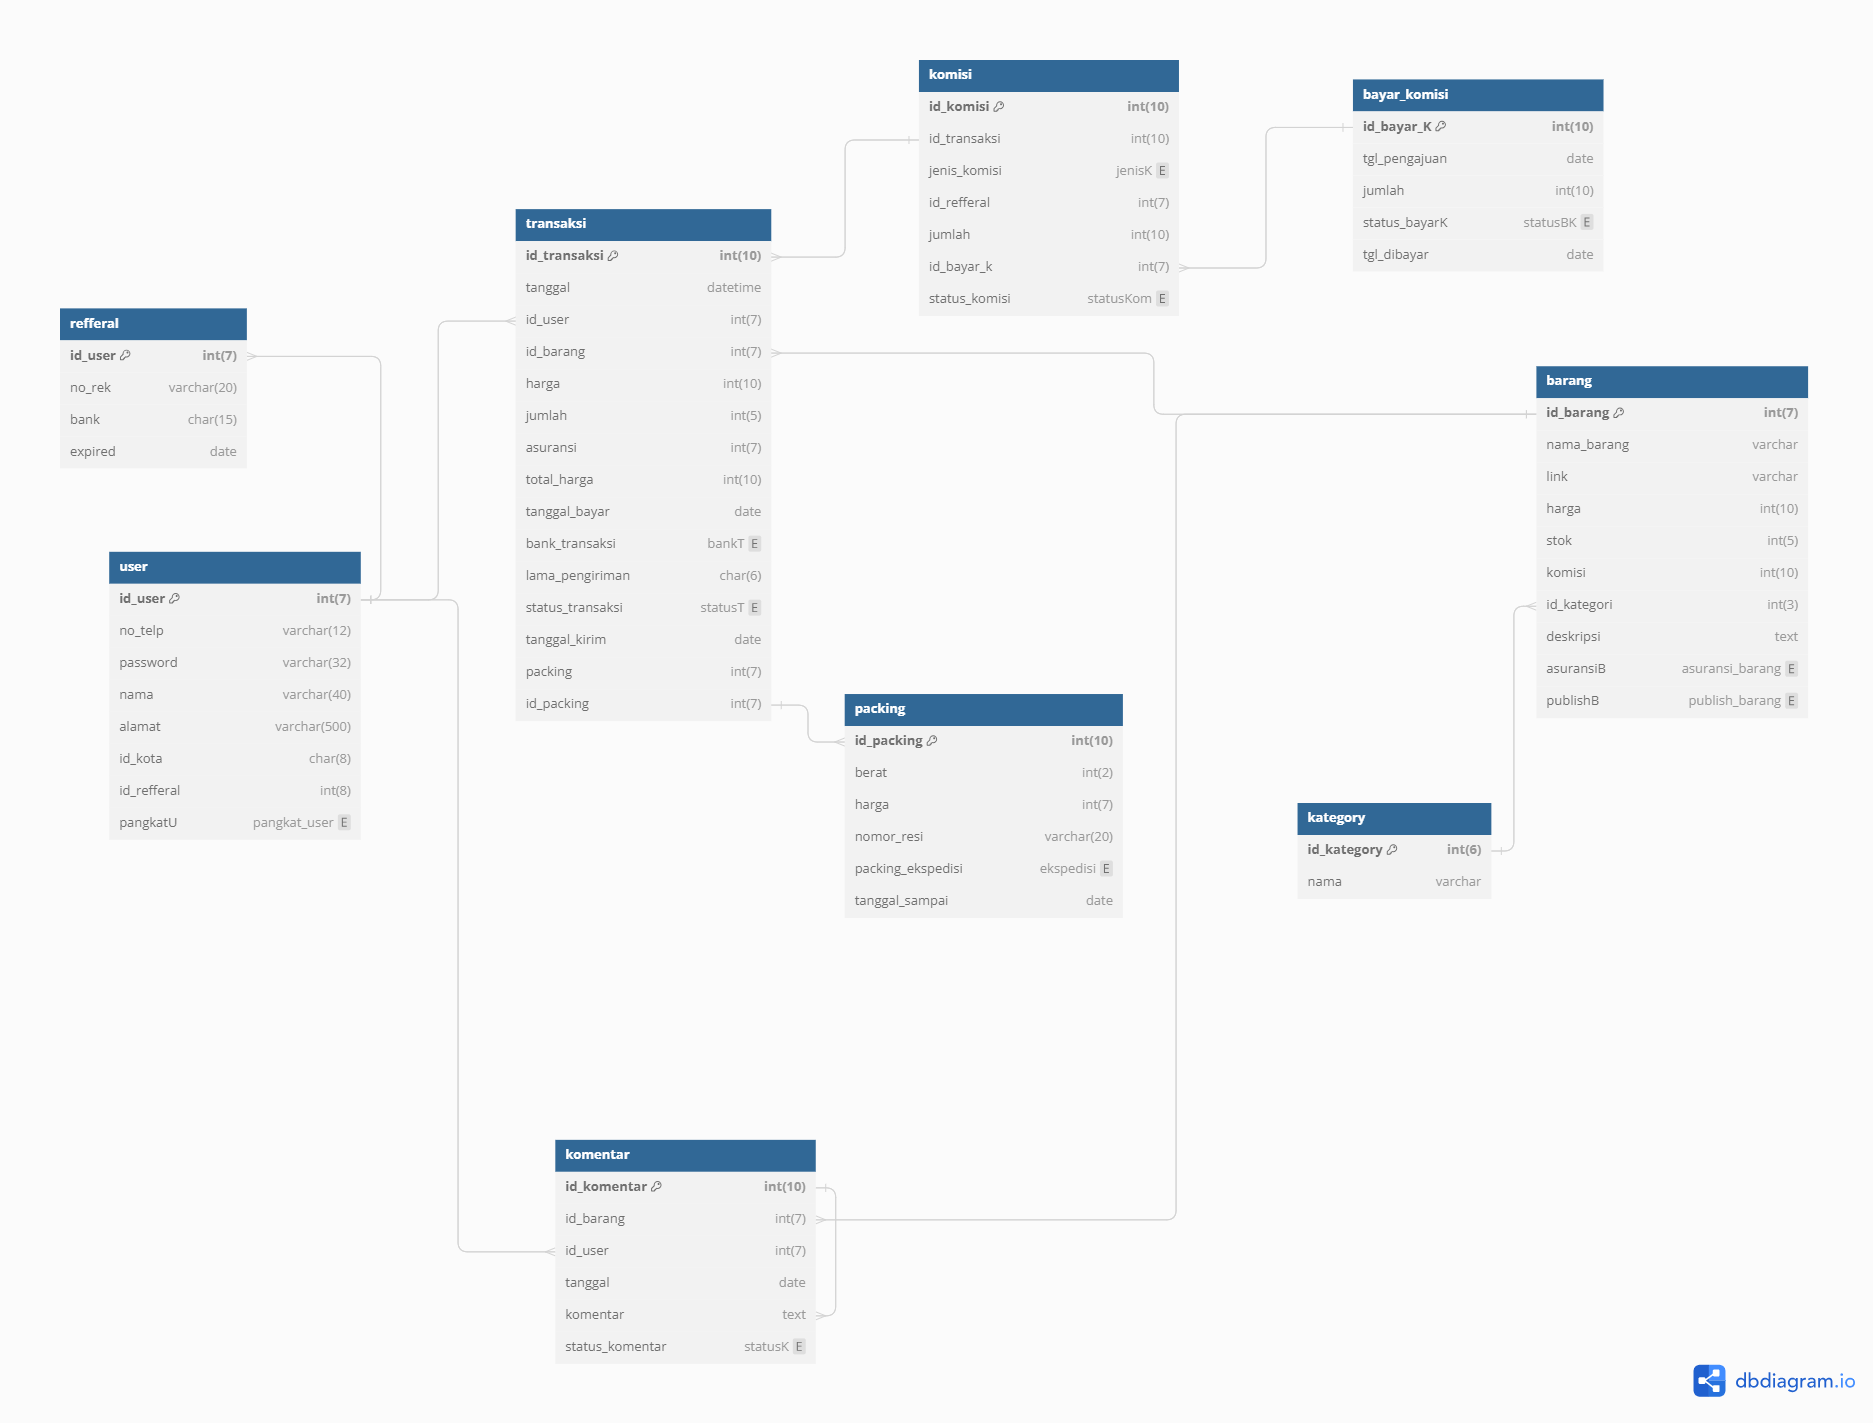 komisi
id_komisi int(10)
id_transaksi int(10)
jenis_komisi jenisK E
id_refferal int(7)
jumlah int(10)
id_bayar_k int(7)
status_komisi statusKom E
bayar_komisi
id_bayar_K int(10)
tgl_pengajuan date
jumlah int(10)
status_bayarK statusBK E
tgl_dibayar date
transaksi
id_transaksi int(10)
tanggal datetime
id_user int(7)
id_barang int(7)
harga int(10)
jumlah int(5)
asuransi int(7)
total_harga int(10)
tanggal_bayar date
bank_transaksi bankT E
lama_pengiriman char(6)
status_transaksi statusT E
tanggal_kirim date
packing int(7)
id_packing int(7)
refferal
id_user int(7)
no_rek varchar(20)
bank char(15)
expired date
barang
id_barang int(7)
nama_barang varchar
link varchar
harga int(10)
stok int(5)
komisi int(10)
id_kategori int(3)
deskripsi text
asuransiB asuransi_barang E
publishB publish_barang E
user
id_user int(7)
no_telp varchar(12)
password varchar(32)
nama varchar(40)
alamat varchar(500)
id_kota char(8)
id_refferal int(8)
pangkatU pangkat_user E
packing
id_packing int(10)
berat int(2)
harga int(7)
nomor_resi varchar(20)
packing_ekspedisi ekspedisi E
tanggal_sampai date
kategory
id_kategory int(6)
nama varchar
komentar
id_komentar int(10)
id_barang int(7)
id_user int(7)
tanggal date
komentar text
status_komentar statusK E
dbdiagram.io